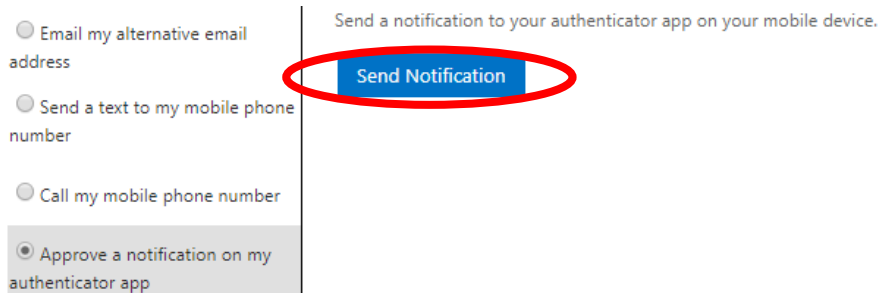 Email my alternative email
address
Send a text to my mobile phone
number
Call my mobile phone number
Approve a notification on my
authenticator app
Send a notification to your authenticator app on your mobile device.
Send Notification